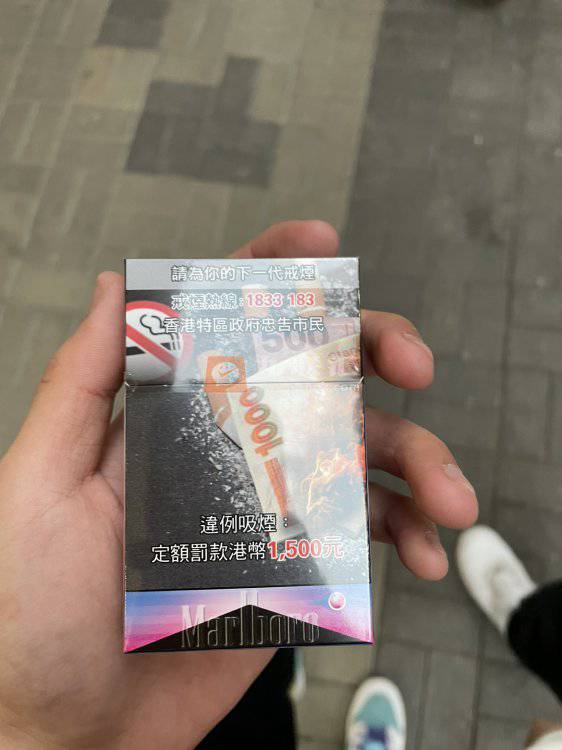 請為你的下一代戒煙
戒煙熱線:1833 183
香港特區政府忠告市民
500
1000
違例吸煙：
定額罰款港幣1,500元
Marlboro